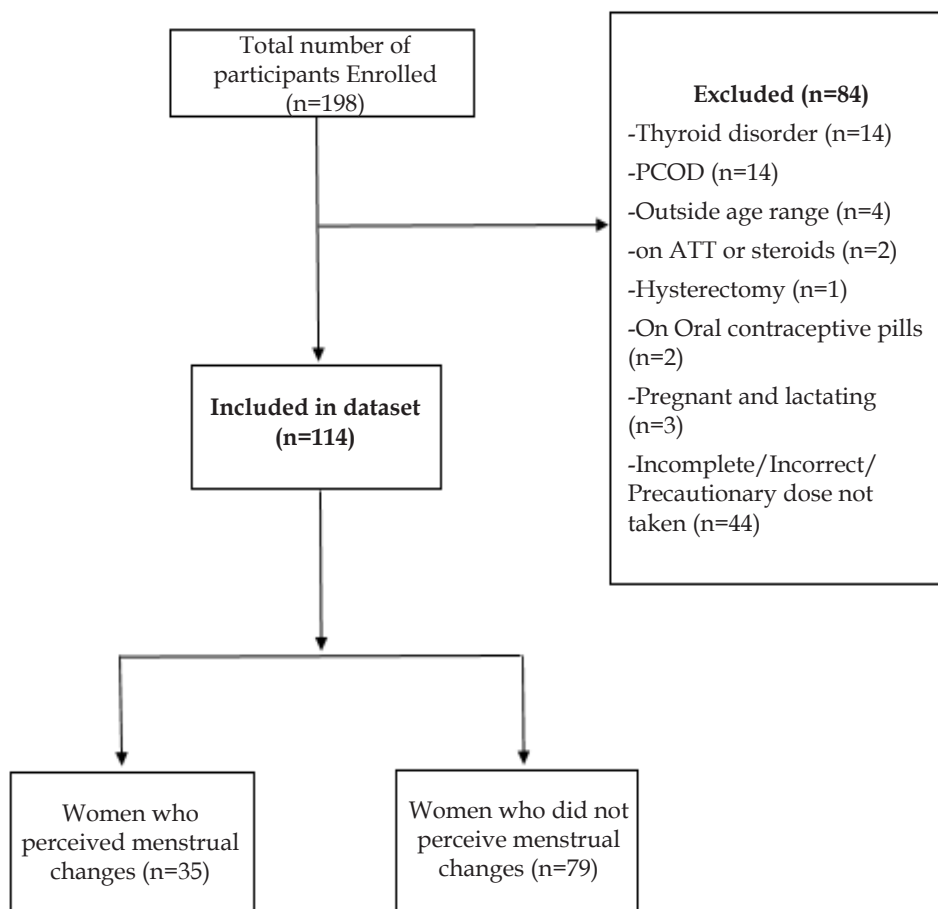 Total number of
participants Enrolled
(n=198)
Excluded (n=84)
-Thyroid disorder (n=14)
-PCOD (n=14)
-Outside age range (n=4)
-on ATT or steroids (n=2)
-Hysterectomy (n=1)
-On Oral contraceptive pills
(n=2)
-Pregnant and lactating
(n=3)
-Incomplete/Incorrect/
Precautionary dose not
taken (n=44)
Included in dataset
(n=114)
Women who
perceived menstrual
changes (n=35)
Women who did not
perceive menstrual
changes (n=79)